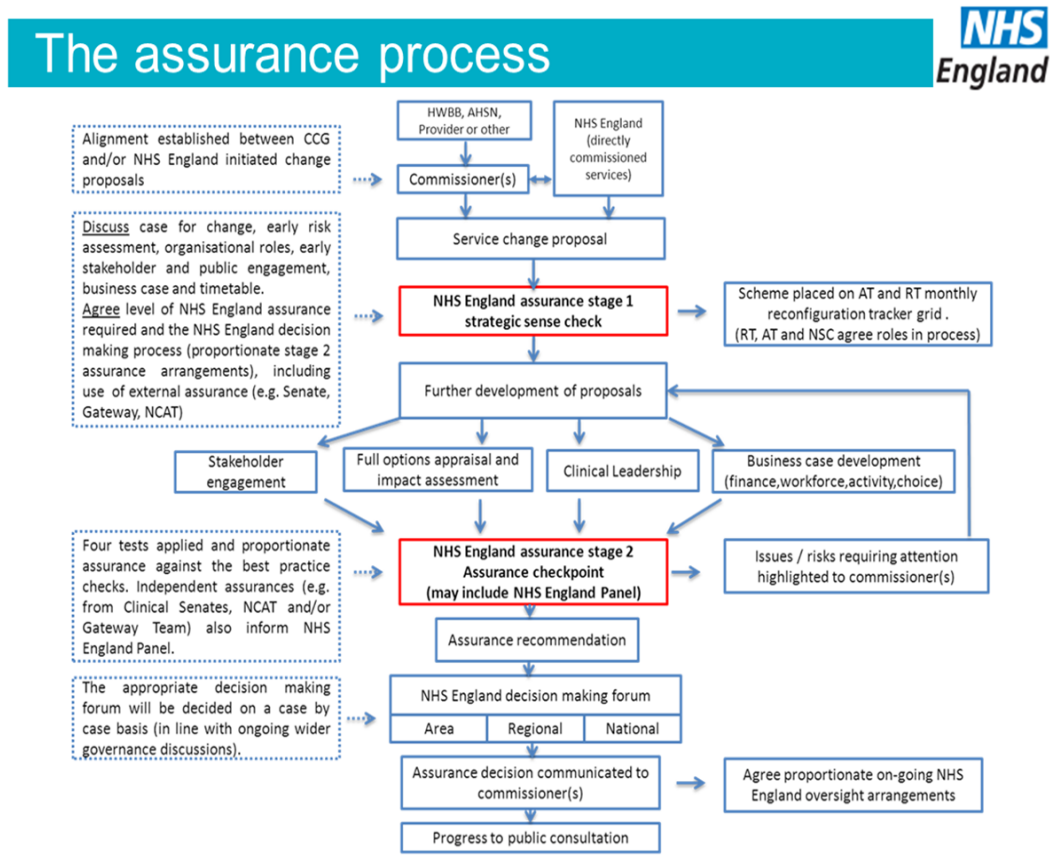 The assurance process
NHS
England
HWBB, AHSN,
Provider or other
NHS England
(directly
commissioned
services)
Alignment established between CCG
and/or NHS England initiated change
proposals
Commissioner(s)
Service change proposal
Discuss case for change, early risk
assessment, organisational roles, early
stakeholder and public engagement,
business case and timetable.
Agree level of NHS England assurance
required and the NHS England decision
making process (proportionate stage 2
assurance arrangements), including
use of external assurance (e.g. Senate,
Gateway, NCAT)
NHS England assurance stage 1
strategic sense check
Scheme placed on AT and RT monthly
reconfiguration tracker grid .
(RT, AT and NSC agree roles in process)
Further development of proposals
Stakeholder
engagement
Full options appraisal and
impact assessment
Clinical Leadership
Business case development
(finance,workforce,activity,choice)
Four tests applied and proportionate
assurance against the best practice
checks. Independent assurances (e.g.
from Clinical Senates, NCAT and/or
Gateway Team) also inform NHS
England Panel.
NHS England assurance stage 2
Assurance checkpoint
(may include NHS England Panel)
Issues / risks requiring attention
highlighted to commissioner(s)
Assurance recommendation
The appropriate decision making
forum will be decided on a case by
case basis (in line with ongoing wider
governance discussions).
NHS England decision making forum
Area Regional National
Assurance decision communicated to
commissioner(s)
Agree proportionate on-going NHS
England oversight arrangements
Progress to public consultation